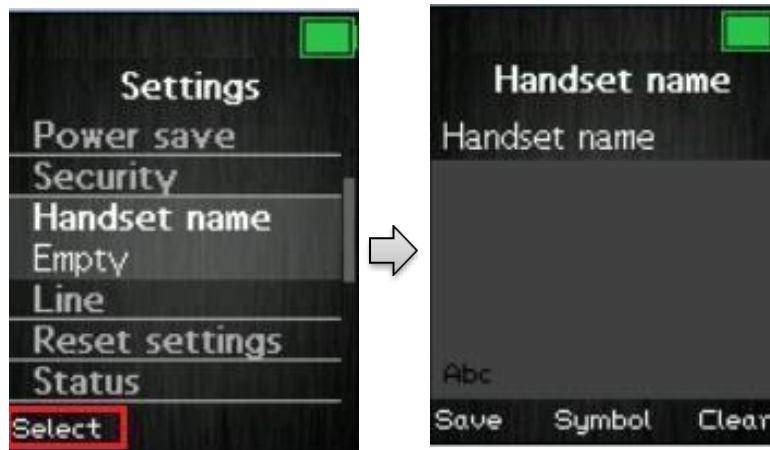 Settings
Power save
Security
Handset name
Empty
Line
Reset settings
Status
Select
Handset name
Handset name
Abc
Save Symbol Clear